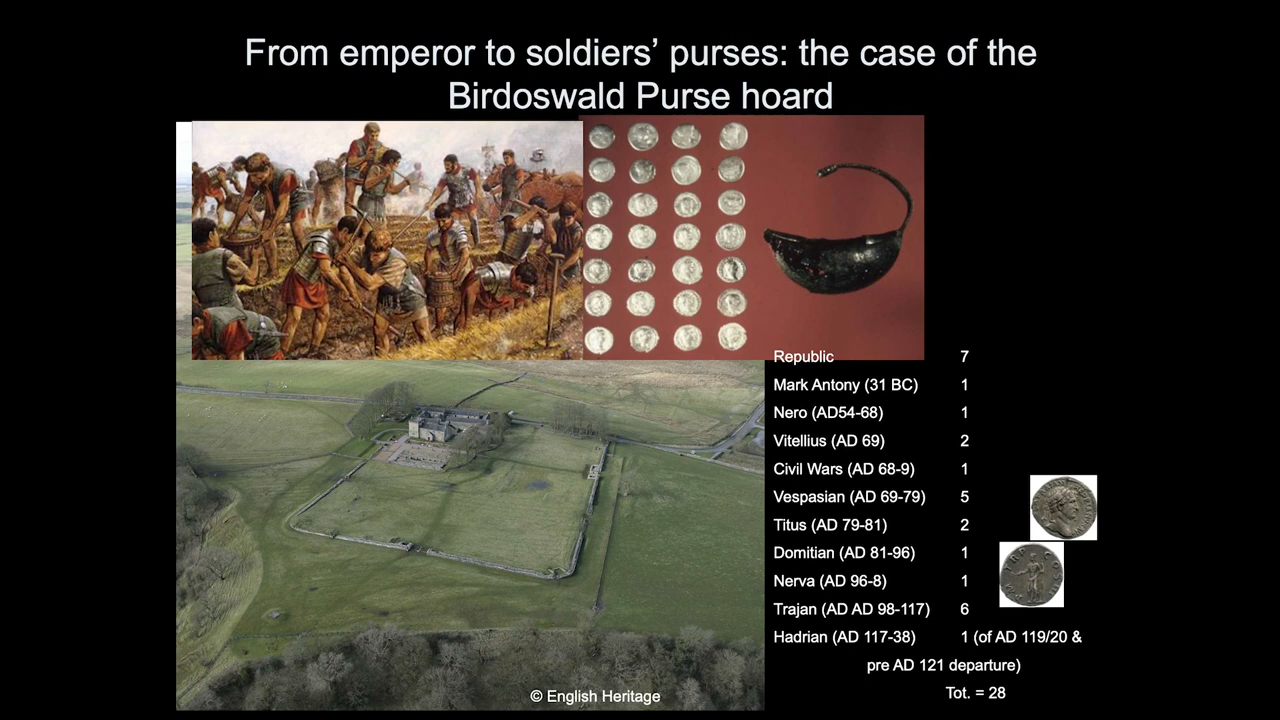 From emperor to soldiers’ purses: the case of the
Birdoswald Purse hoard
Republic 7
Mark Antony (31 BC) 1
Nero (AD54-68) 1
Vitellius (AD 69) 2
Civil Wars (AD 68-9) 1
Vespasian (AD 69-79) 5
Titus (AD 79-81) 2
Domitian (AD 81-96) 1
Nerva (AD 96-8) 1
Trajan (AD AD 98-117) 6
Hadrian (AD 117-38) 1 (of AD 119/20 &
pre AD 121 departure)
Tot. = 28
© English Heritage